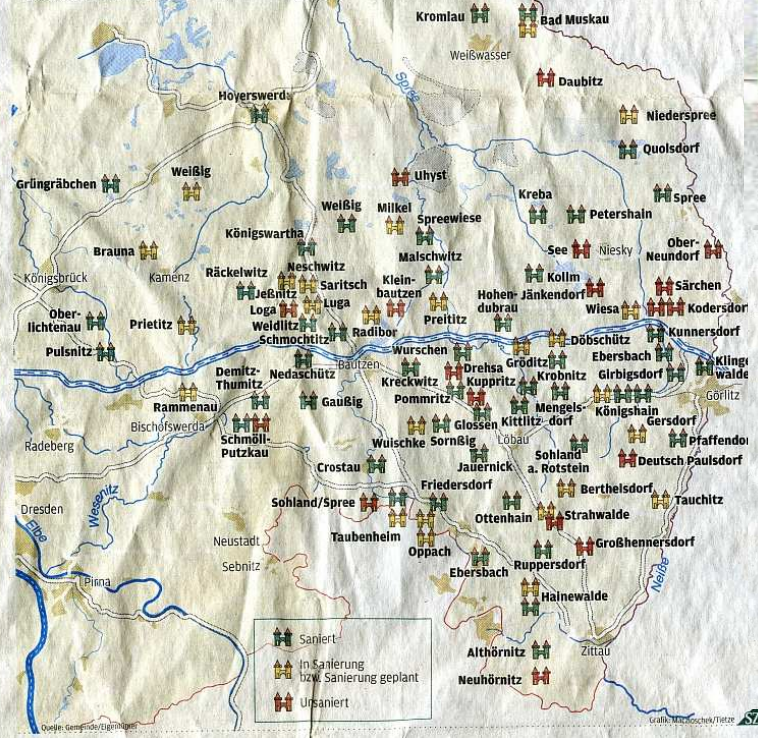 Kromlau
Bad Muskau
Weißwasser
Daubitz
Spree
Hoyerswerda
Niederspree
Quolsdorf
Grüngräbchen
Weißig
Uhyst
Kreba
Spree
Weißig
Milkel
Spreewiese
Petershain
Königswartha
Brauna
Malschwitz
See
Niesky
Ober-
Neundorf
Königsbrück
Kamenz
Räckelwitz
Neschwitz
Saritsch
Klein-
bautzen
Kollm
Jeßnitz
Hohen-
dubrau
Jänkendorf
Särchen
Ober-
lichtenau
Prietitz
Loga
Luga
Wiesa
Kodersdorf
Weidlitz
Radibor
Preititz
Schmochtitz
Döbschütz
Kunnersdorf
Pulsnitz
Wurschen
Gröditz
Ebersbach
Klinge
walde
Bautzen
Demitz-
Thumitz
Nedaschütz
Kreckwitz
Drehsa
Kuppritz
Krobnitz
Girbigsdorf
Rammenau
Gaußig
Pommritz
Görlitz
Bischofswerda
Glossen
Kittlitz
Mengels-
dorf
Königshain
Gersdorf
Radeberg
Schmöll-
Putzkau
Wuischke
Sornßig
Löbau
Pfaffendor
Crostau
Jauernick
Sohland
a. Rotstein
Deutsch Paulsdorf
Wesenitz
Friedersdorf
Berthelsdorf
Tauchitz
Dresden
Sohland/Spree
Ottenhain
Strahwalde
Elbe
Neustadt
Taubenheim
Oppach
Großhennersdorf
Sebnitz
Ebersbach
Ruppersdorf
Pirna
Neiße
Hainewalde
Althörnitz
Zittau
Neuhörnitz
Saniert
In Sanierung
bzw. Sanierung geplant
Unsaniert
Quelle: Gemeinde/Eigentümer
SZ